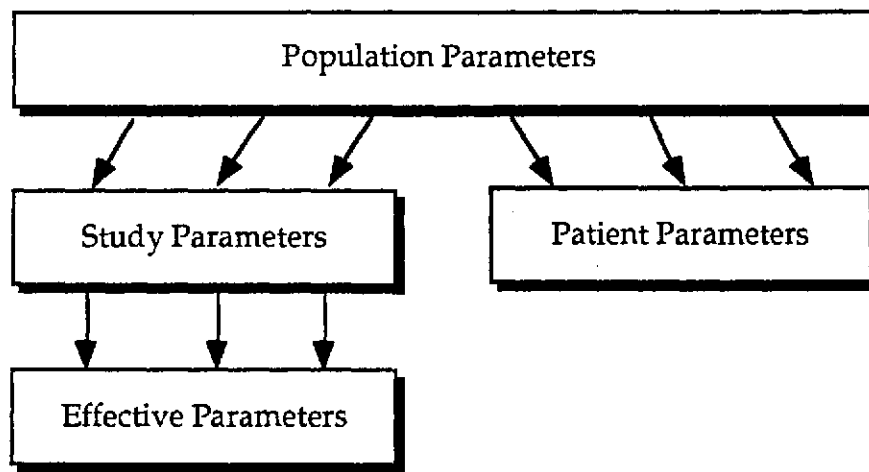 Population Parameters
Study Parameters
Patient Parameters
Effective Parameters